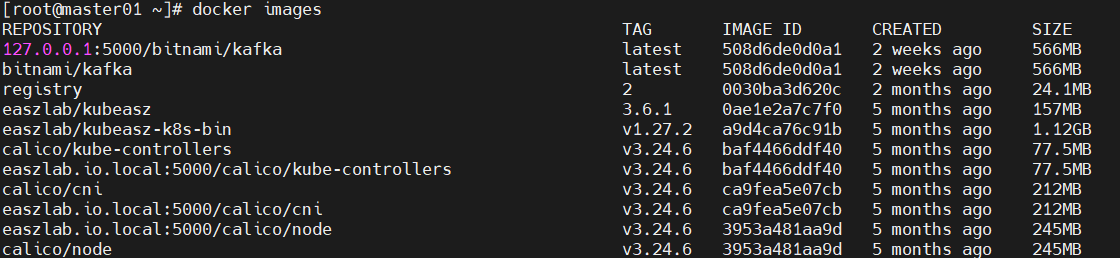 [root@master01 ~]# docker images
REPOSITORY TAG IMAGE ID CREATED SIZE
127.0.0.1:5000/bitnami/kafka latest 508d6de0d0a1 2 weeks ago 566MB
bitnami/kafka latest 508d6de0d0a1 2 weeks ago 566MB
registry 2 0030ba3d620c 2 months ago 24.1MB
easzlab/kubeasz 3.6.1 0ae1e2a7c7f0 5 months ago 157MB
easzlab/kubeasz-k8s-bin v1.27.2 a9d4ca76c91b 5 months ago 1.12GB
calico/kube-controllers v3.24.6 baf4466ddf40 5 months ago 77.5MB
easzlab.io.local:5000/calico/kube-controllers v3.24.6 baf4466ddf40 5 months ago 77.5MB
calico/cni v3.24.6 ca9fea5e07cb 5 months ago 212MB
easzlab.io.local:5000/calico/cni v3.24.6 ca9fea5e07cb 5 months ago 212MB
easzlab.io.local:5000/calico/node v3.24.6 3953a481aa9d 5 months ago 245MB
calico/node v3.24.6 3953a481aa9d 5 months ago 245MB